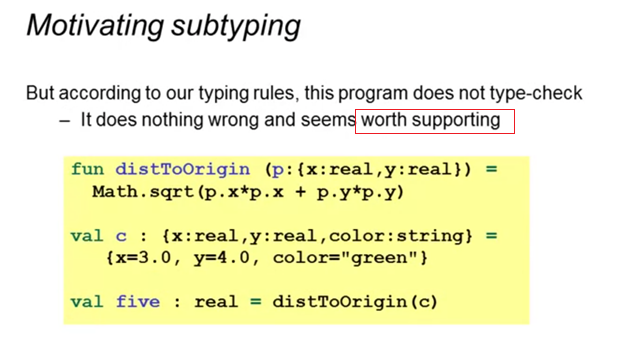 Motivating subtyping
But according to our typing rules, this program does not type-check
– It does nothing wrong and seems worth supporting
fun distToOrigin (p:{x:real,y:real}) =
Math.sqrt(p.x*p.x + p.y*p.y)
val c : {x:real,y:real,color:string} =
{x=3.0, y=4.0, color="green"}
val five : real = distToOrigin(c)